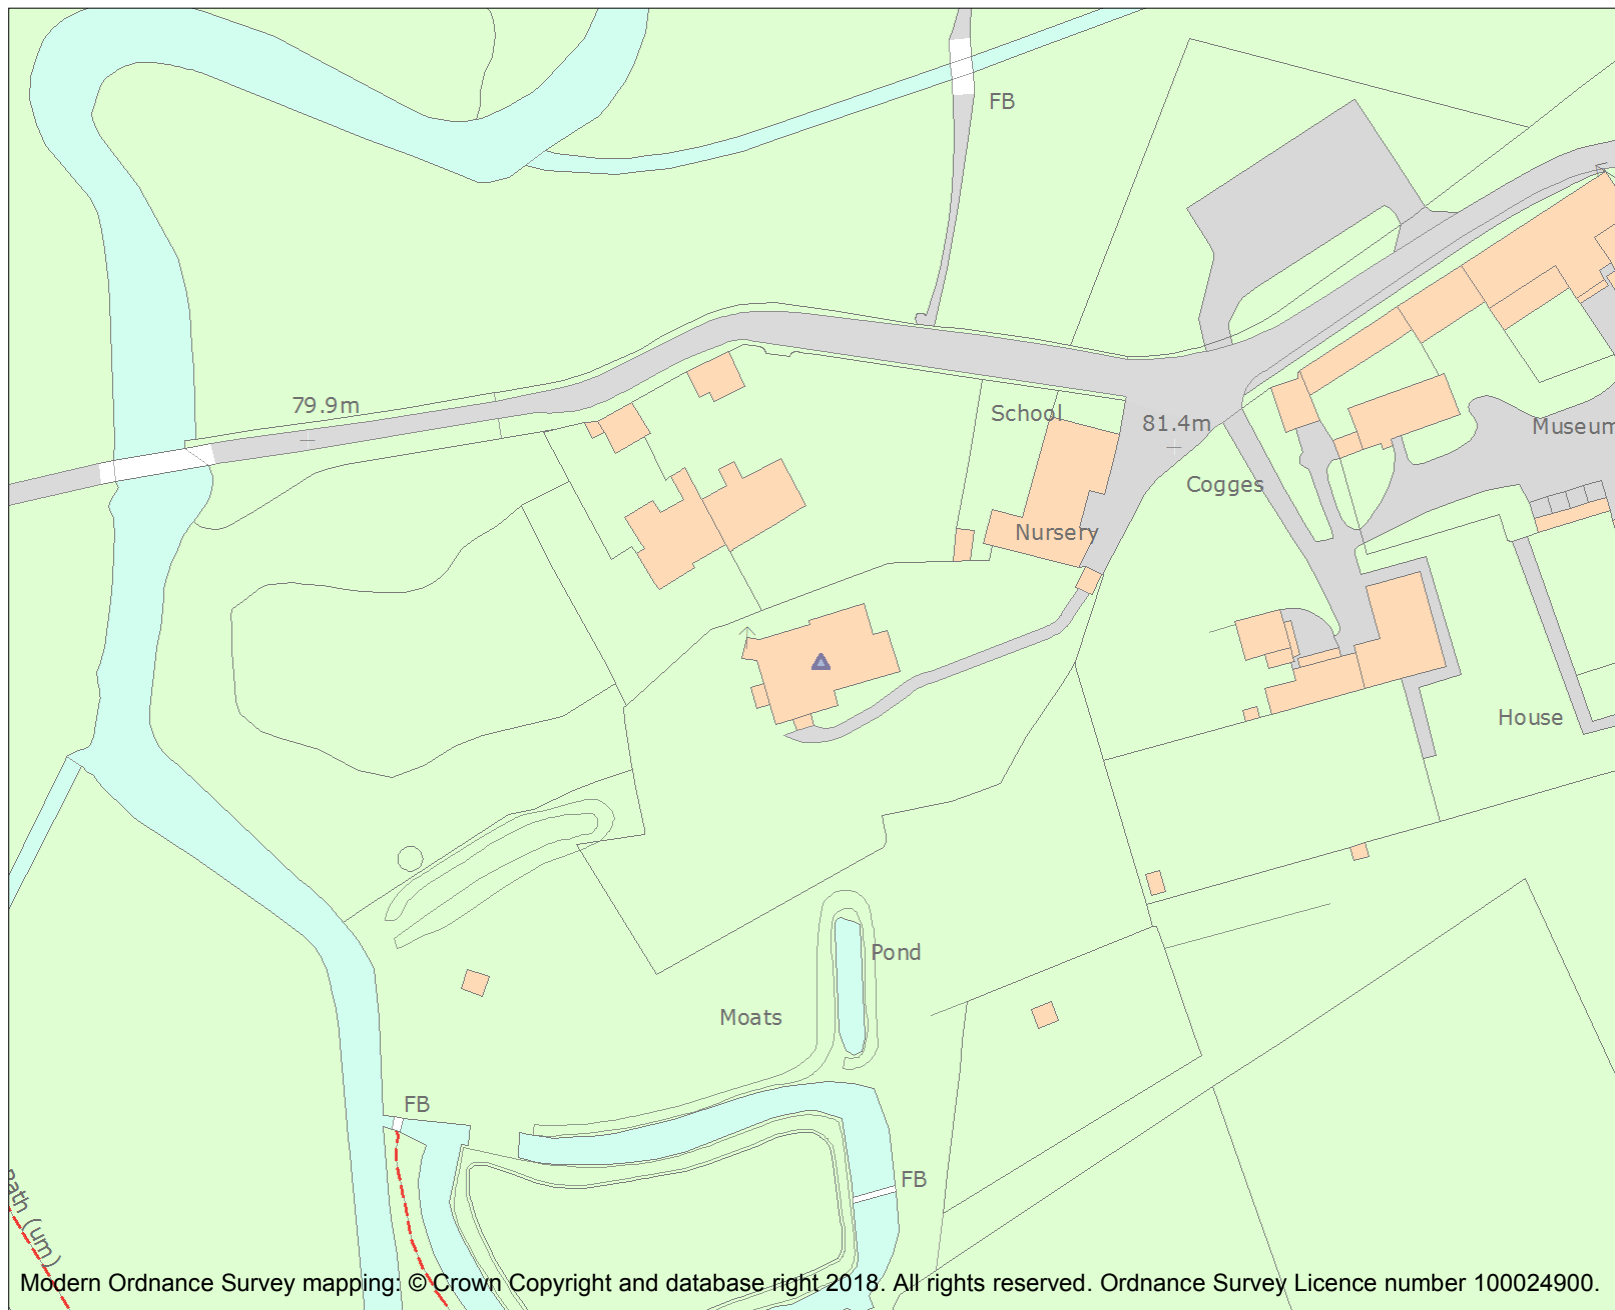 FB
79.9m
School
81.4m
Museum
Cogges
Nursery
House
Pond
Moats
FB
FB
Path (um)
Modern Ordnance Survey mapping: © Crown Copyright and database right 2018. All rights reserved. Ordnance Survey Licence number 100024900.